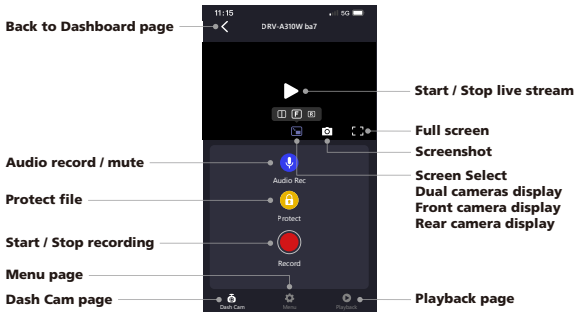 11:15
5G
Back to Dashboard page
DRV-A310W ba7
Start / Stop live stream
F
R
Full screen
Screenshot
Audio record / mute
Audio Rec
Screen Select
Dual cameras display
Front camera display
Rear camera display
Protect file
Protect
Start / Stop recording
Record
Menu page
Dash Cam page
Dash Cam
Menu
Playback
Playback page